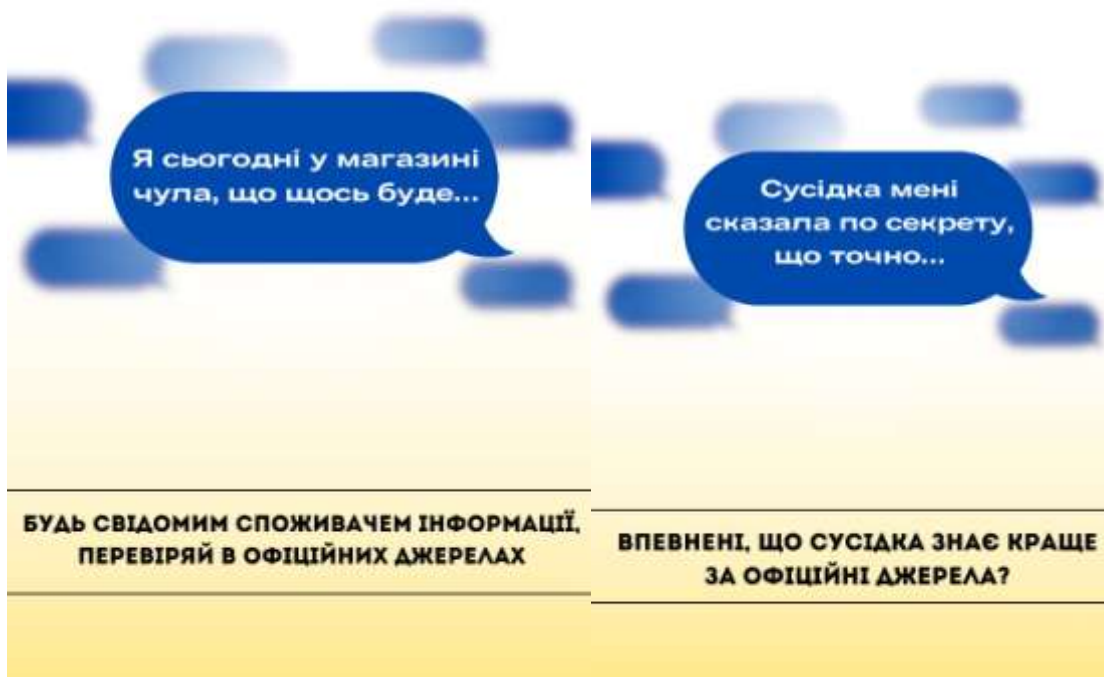 Я сьогодні у магазині
чула, що щось буде...
БУДЬ СВІДОМИМ СПОЖИВАЧЕМ ІНФОРМАЦІЇ,
ПЕРЕВІРЯЙ В ОФІЦІЙНИХ ДЖЕРЕЛАХ
Сусідка мені
сказала по секрету,
що точно...
ВПЕВНЕНІ, ЩО СУСІДКА ЗНАЄ КРАЩЕ
ЗА ОФІЦІЙНІ ДЖЕРЕЛА?